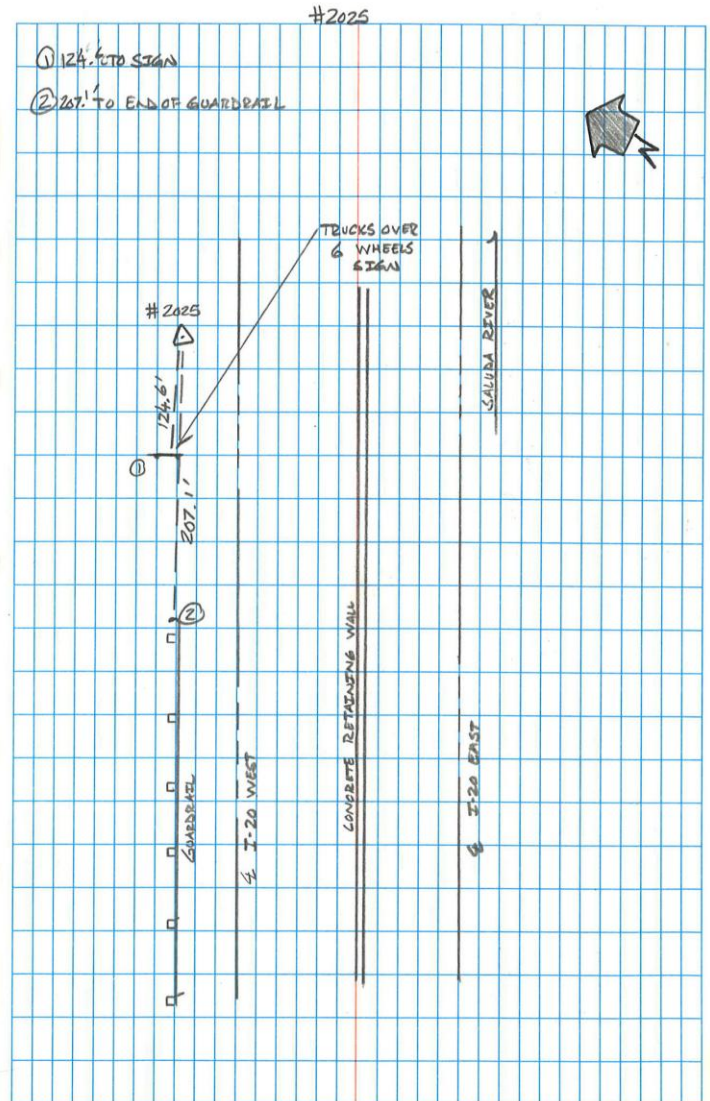 #2025
① 124.6' TO SIGN
② 207.1' TO END OF GUARDRAIL
N
TRUCKS OVER
6 WHEELS
SIGN
SALUDA RIVER
#2025
124.6'
①
207.1'
②
GUARDRAIL
℄ I-20 WEST
CONCRETE RETAINING WALL
℄ I-20 EAST